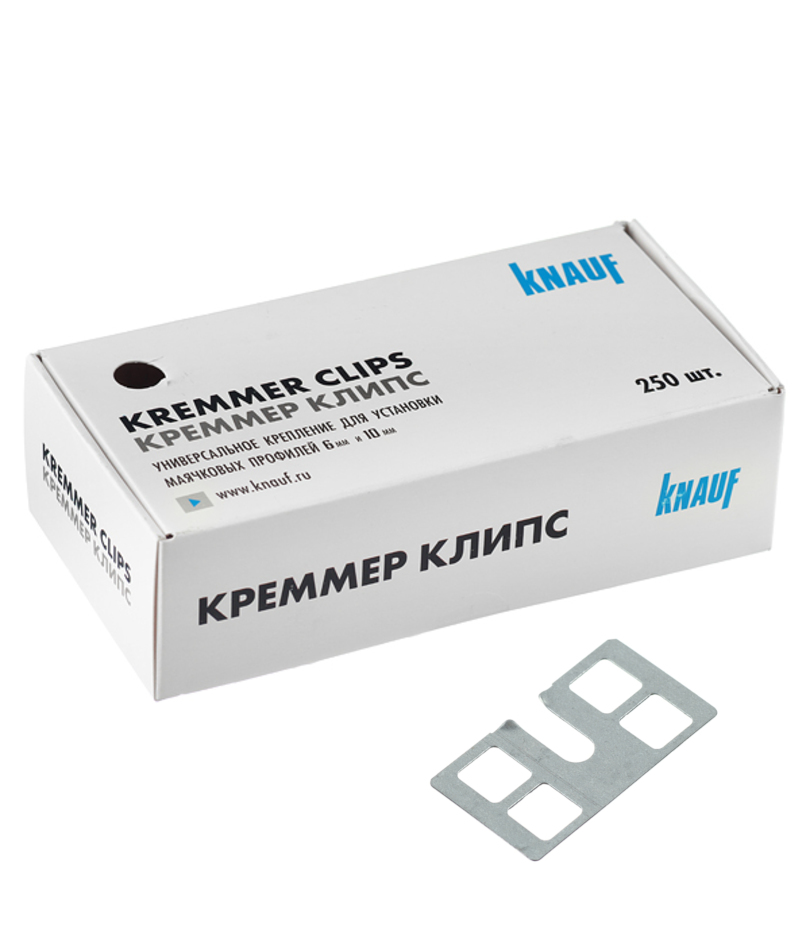 KNAUF
KREMMER CLIPS
КРЕММЕР КЛИПС
УНИВЕРСАЛЬНОЕ КРЕПЛЕНИЕ ДЛЯ УСТАНОВКИ
МАЯЧКОВЫХ ПРОФИЛЕЙ 6 мм и 10 мм
www.knauf.ru
250 шт.
KREMMER CLIPS
КРЕММЕР КЛИПС
КРЕММЕР КЛИПС
KNAUF